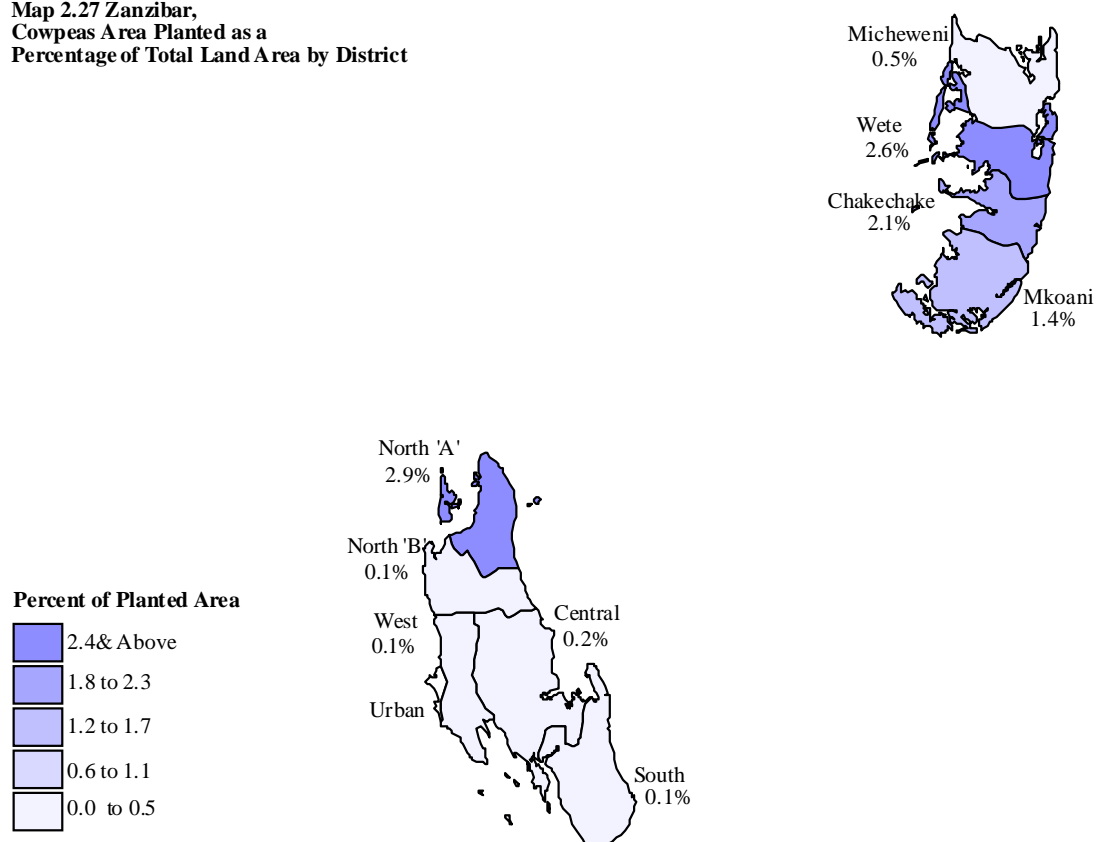 Map 2.27 Zanzibar,
Cowpeas Area Planted as a
Percentage of Total Land Area by District
Micheweni
0.5%
Wete
2.6%
Chakechake
2.1%
Mkoani
1.4%
North 'A'
2.9%
North 'B'
0.1%
West
0.1%
Central
0.2%
Urban
South
0.1%
Percent of Planted Area
2.4& Above
1.8 to 2.3
1.2 to 1.7
0.6 to 1.1
0.0 to 0.5